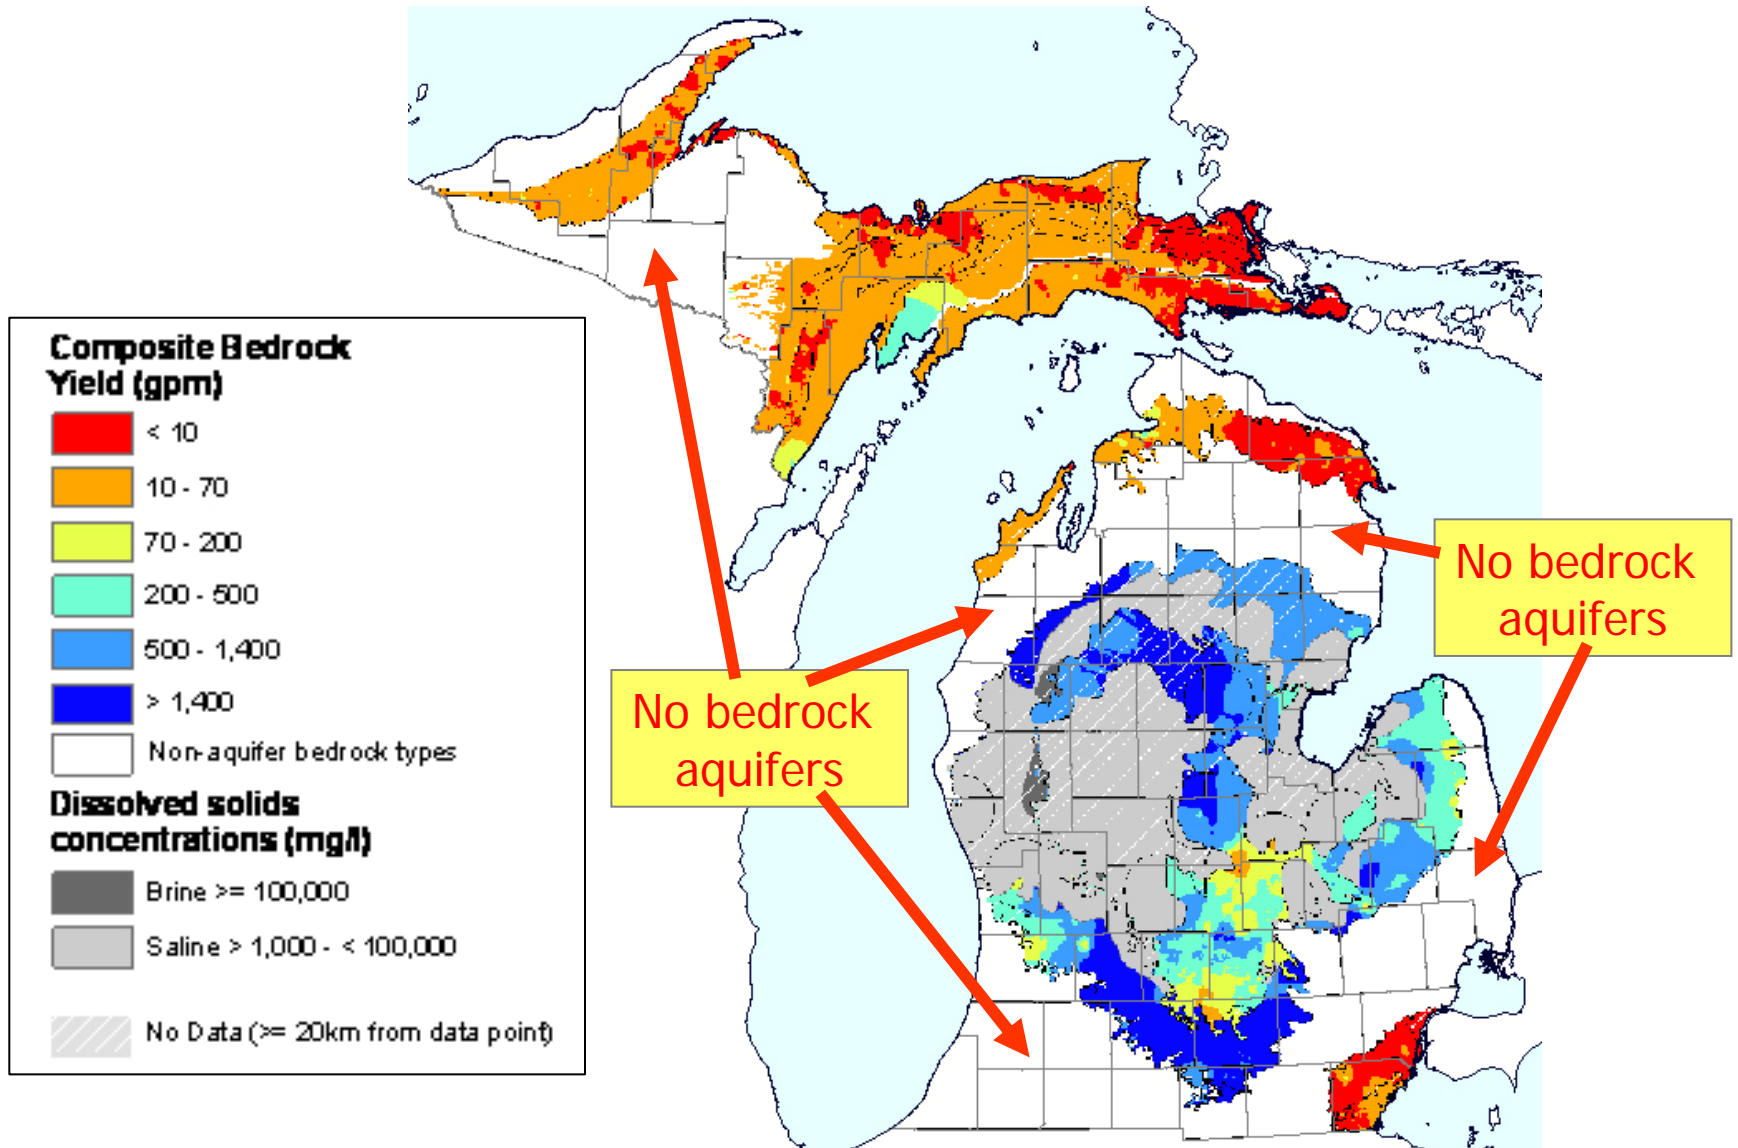 Composite Bedrock
Yield (gpm)
< 10
10 - 70
70 - 200
200 - 500
500 - 1,400
> 1,400
Non-aquifer bedrock types
Dissolved solids
concentrations (mg/l)
Brine >= 100,000
Saline > 1,000 - < 100,000
No Data (>= 20km from data point)
No bedrock
aquifers
No bedrock
aquifers